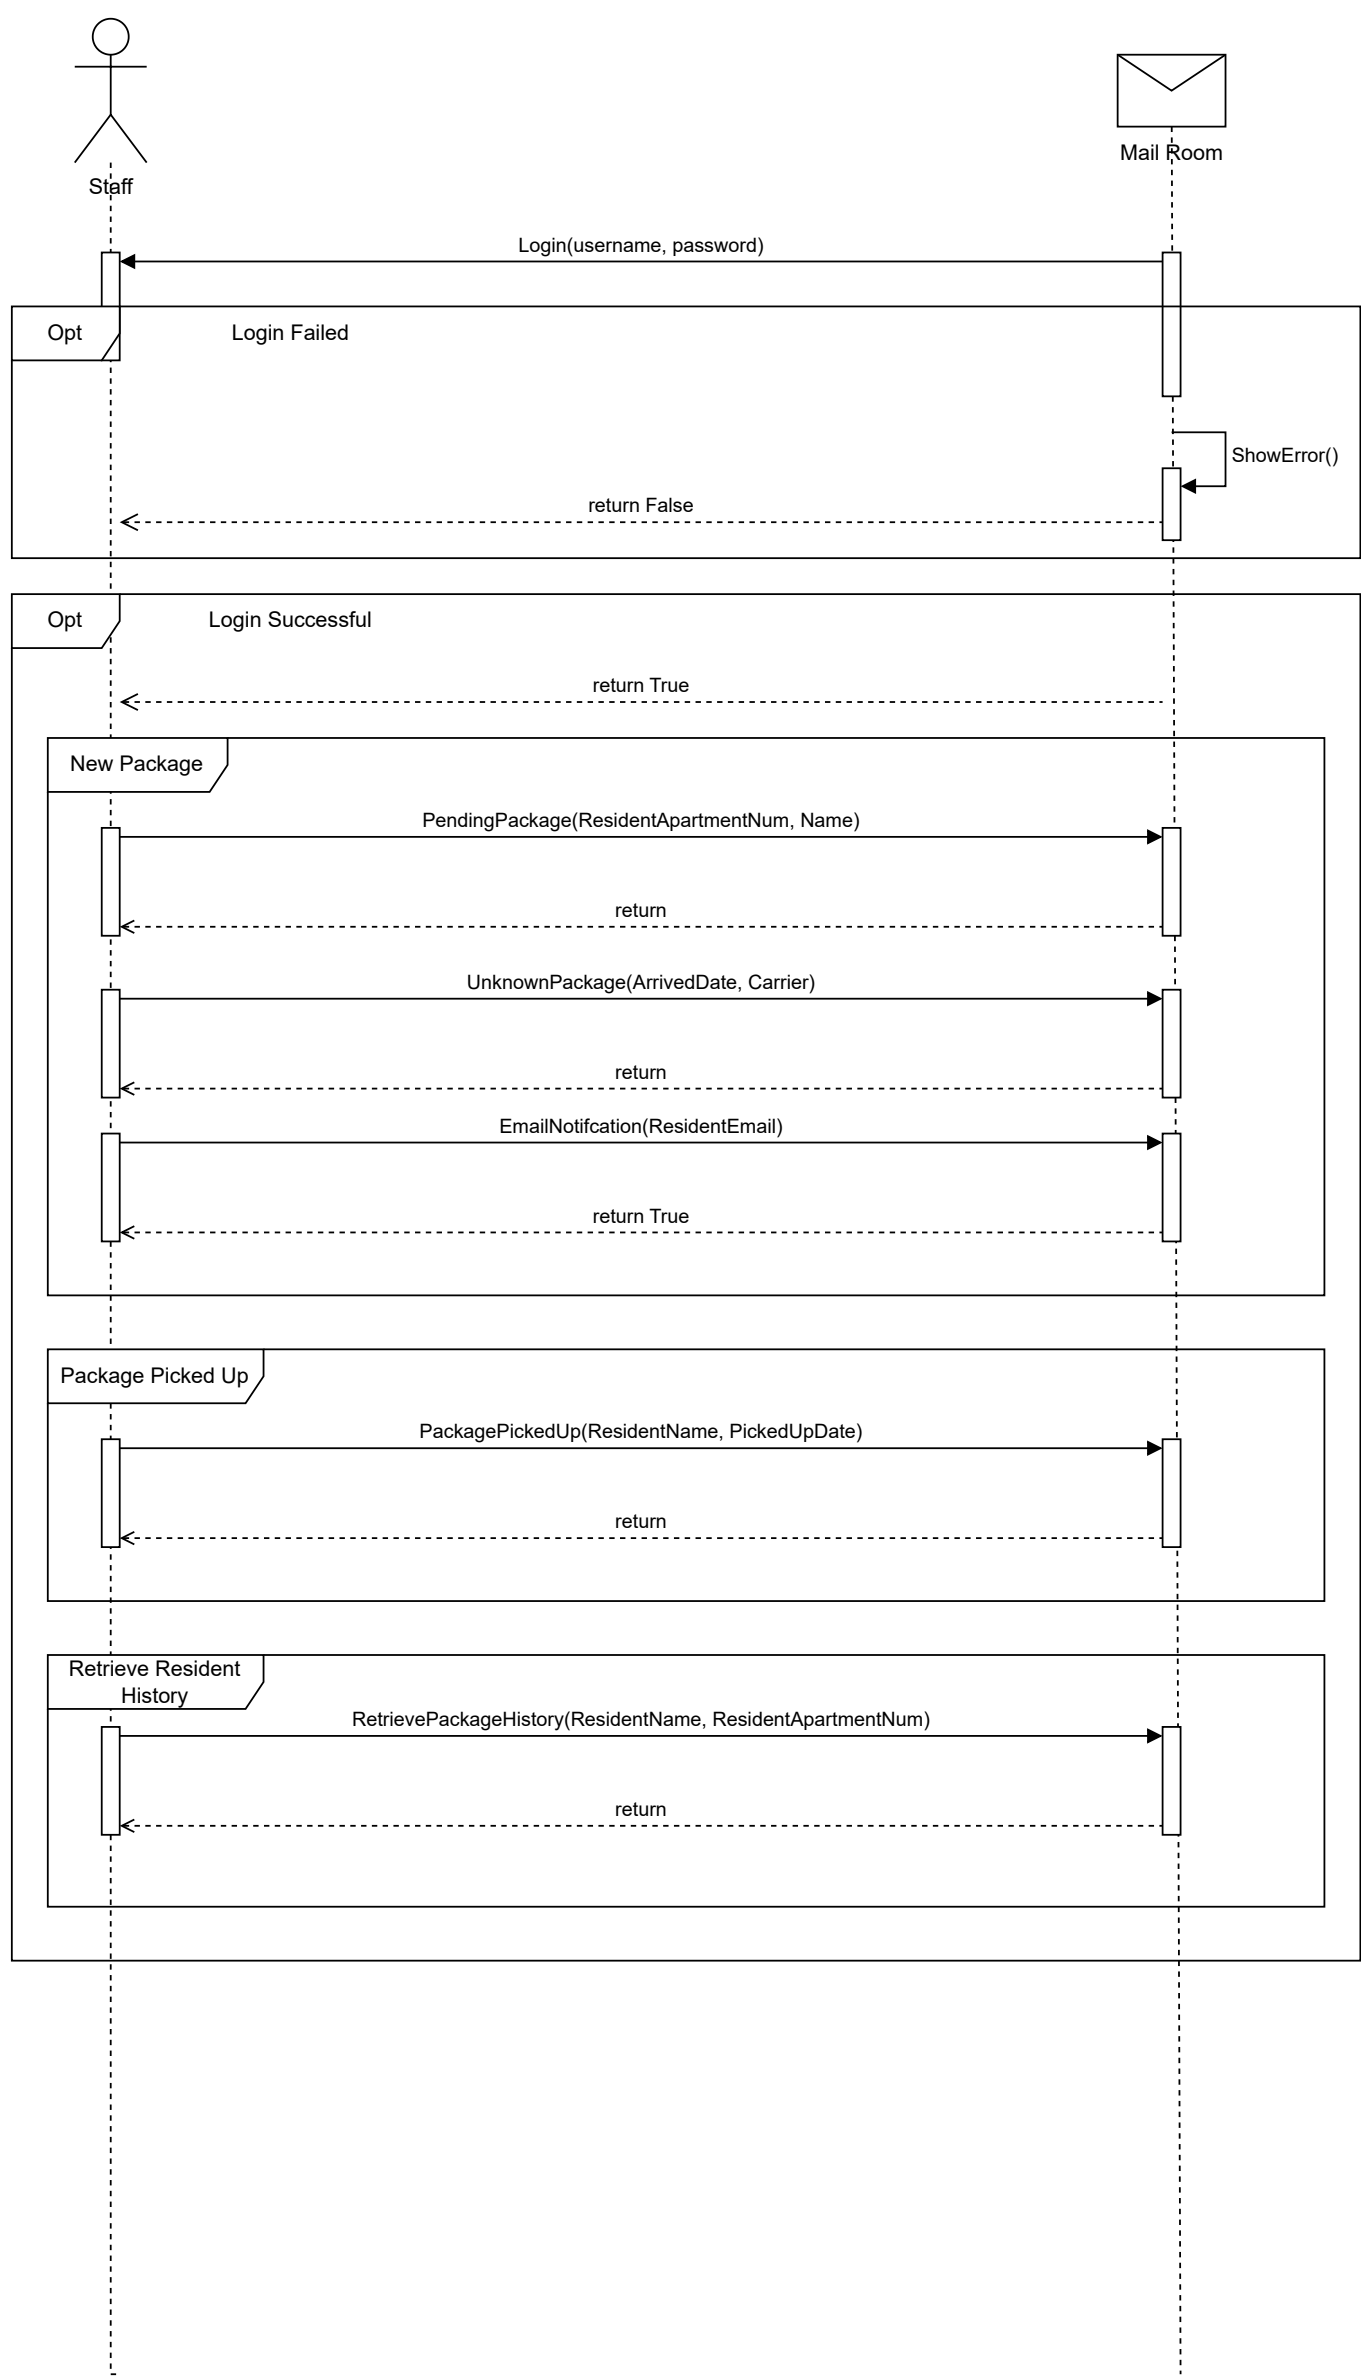 Staff
Mail Room
Login(username, password)
Opt
Login Failed
ShowError()
return False
Opt
Login Successful
return True
New Package
PendingPackage(ResidentApartmentNum, Name)
return
UnknownPackage(ArrivedDate, Carrier)
return
EmailNotifcation(ResidentEmail)
return True
Package Picked Up
PackagePickedUp(ResidentName, PickedUpDate)
return
Retrieve Resident
History
RetrievePackageHistory(ResidentName, ResidentApartmentNum)
return